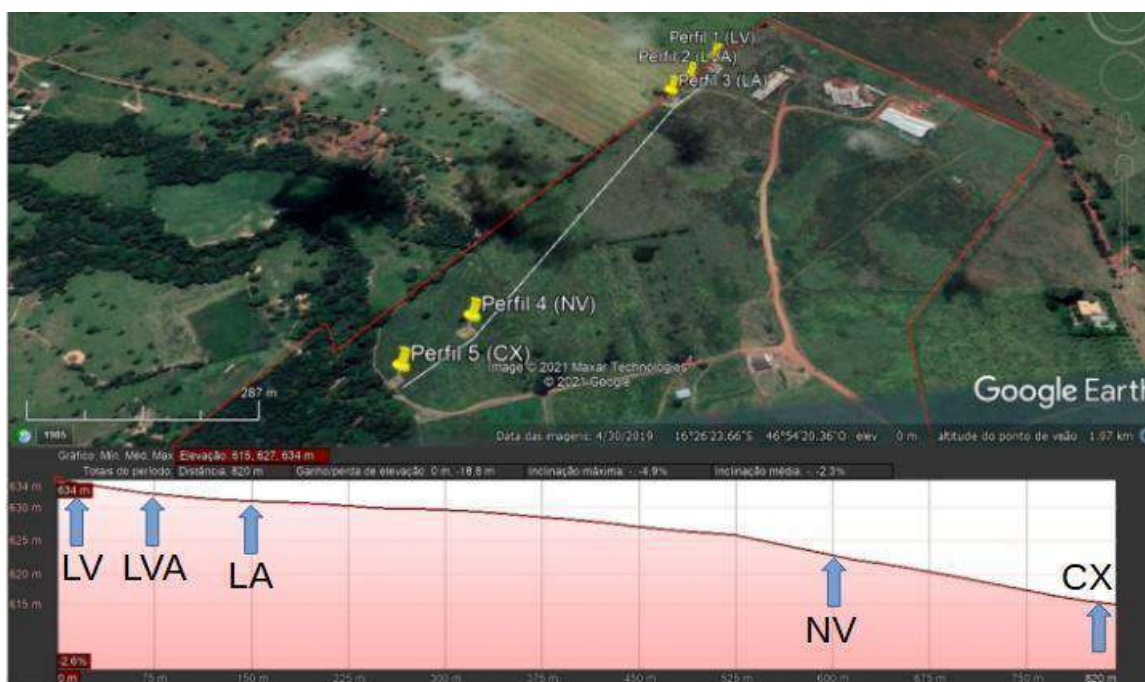 Perfil 1 (LV)
Perfil 2 (LVA)
Perfil 3 (LA)
Perfil 4 (NV)
Perfil 5 (CX)
Image © 2021 Maxar Technologies
© 2021 Google
Google Earth
287 m
1985
Data das imagens: 4/30/2019 16°26'23.66"S 46°54'20.36"O elev 0 m altitude do ponto de visão 1.07 km
Gráfico: Mín, Méd, Máx Elevação: 615, 627, 634 m
Totais do período: Distância: 820 m Ganho/perda de elevação: 0 m, -18.8 m Inclinação máxima: -, -4.9% Inclinação média: -, -2.3%
634 m
634 m
630 m
625 m
620 m
615 m
LV
LVA
LA
NV
CX
-2.6%
0 m
75 m
150 m
225 m
300 m
375 m
450 m
525 m
600 m
675 m
750 m
820 m